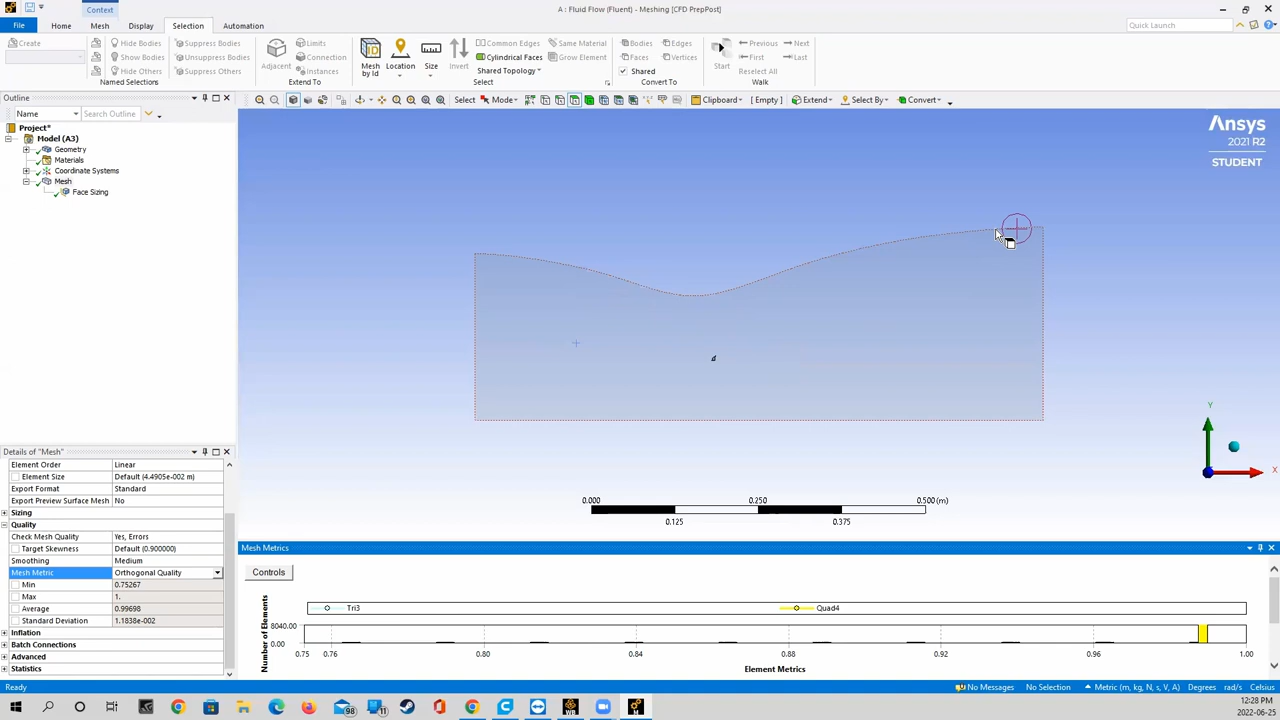 Context
A : Fluid Flow (Fluent) - Meshing [CFD PrepPost]
File Home Mesh Display Selection Automation
Quick Launch
Create Hide Bodies Suppress Bodies Limits Common Edges Same Material Bodies Edges Previous Next
Show Bodies Unsuppress Bodies Connection Cylindrical Faces Grow Element Faces Vertices First Last
Hide Others Suppress Others Adjacent Instances Mesh by Id Location Size Invert Shared Topology Shared Start Reselect All
Named Selections Extend To Select Convert To Walk
Outline
Select Mode Clipboard [ Empty ] Extend Select By Convert
Name Search Outline
Project*
Model (A3)
Geometry
Materials
Coordinate Systems
Mesh
Face Sizing
Ansys
2021 R2
STUDENT
Y
X
0.000 0.250 0.500 (m)
0.125 0.375
Details of "Mesh"
Element Order Linear
Element Size Default (4.4905e-002 m)
Export Format Standard
Export Preview Surface Mesh No
Sizing
Quality
Check Mesh Quality Yes, Errors
Target Skewness Default (0.900000)
Smoothing Medium
Mesh Metric Orthogonal Quality
Min 0.75267
Max 1.
Average 0.99698
Standard Deviation 1.1838e-002
Inflation
Batch Connections
Advanced
Statistics
Mesh Metrics
Controls
Tri3 Quad4
Number of Elements
8040.00
0.00
0.75 0.76 0.80 0.84 0.88 0.92 0.96 1.00
Element Metrics
Ready No Messages No Selection Metric (m, kg, N, s, V, A) Degrees rad/s Celsius
98 11 12:28 PM
2022-06-25